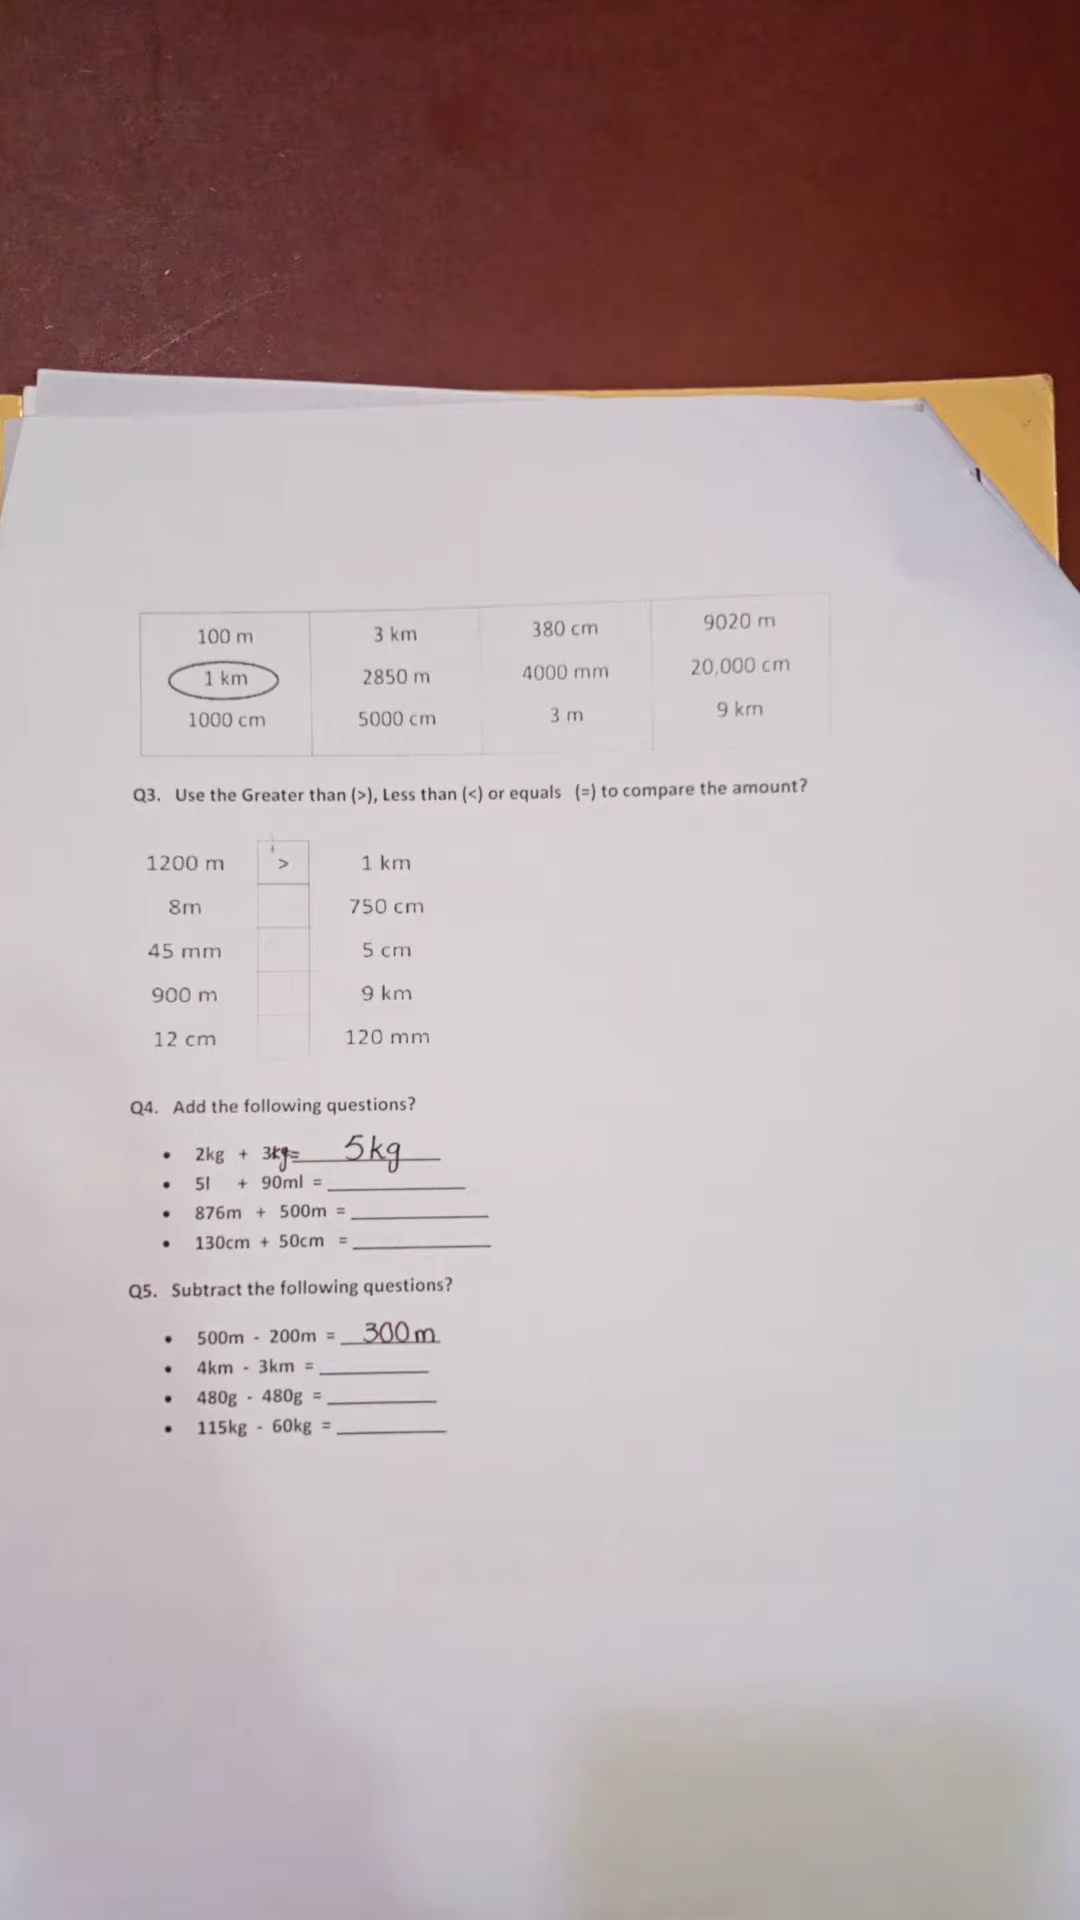 100 m 3 km 380 cm 9020 m
1 km 2850 m 4000 mm 20,000 cm
1000 cm 5000 cm 3 m 9 km
Q3. Use the Greater than (>), Less than (<) or equals (=) to compare the amount?
1200 m > 1 km
8m 750 cm
45 mm 5 cm
900 m 9 km
12 cm 120 mm
Q4. Add the following questions?
• 2kg + 3kg= 5kg
• 5l + 90ml =
• 876m + 500m =
• 130cm + 50cm =
Q5. Subtract the following questions?
• 500m - 200m = 300m
• 4km - 3km =
• 480g - 480g =
• 115kg - 60kg =